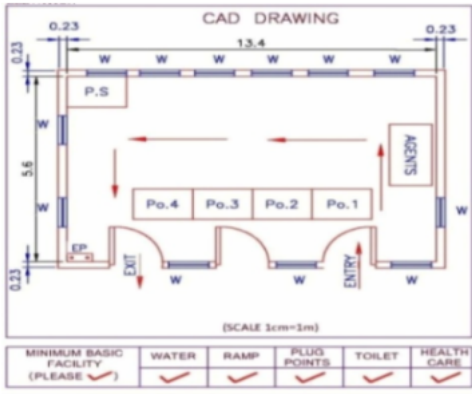 CAD DRAWING
0.23
13.4
0.23
0.23
W W W W W W
P.S
W
5.6
AGENTS
W
W
Po.4 Po.3 Po.2 Po.1
EP
EXIT
ENTRY
0.23
W W W
(SCALE 1cm=1m)
MINIMUM BASIC
FACILITY
(PLEASE ✓)
WATER
RAMP
PLUG
POINTS
TOILET
HEALTH
CARE